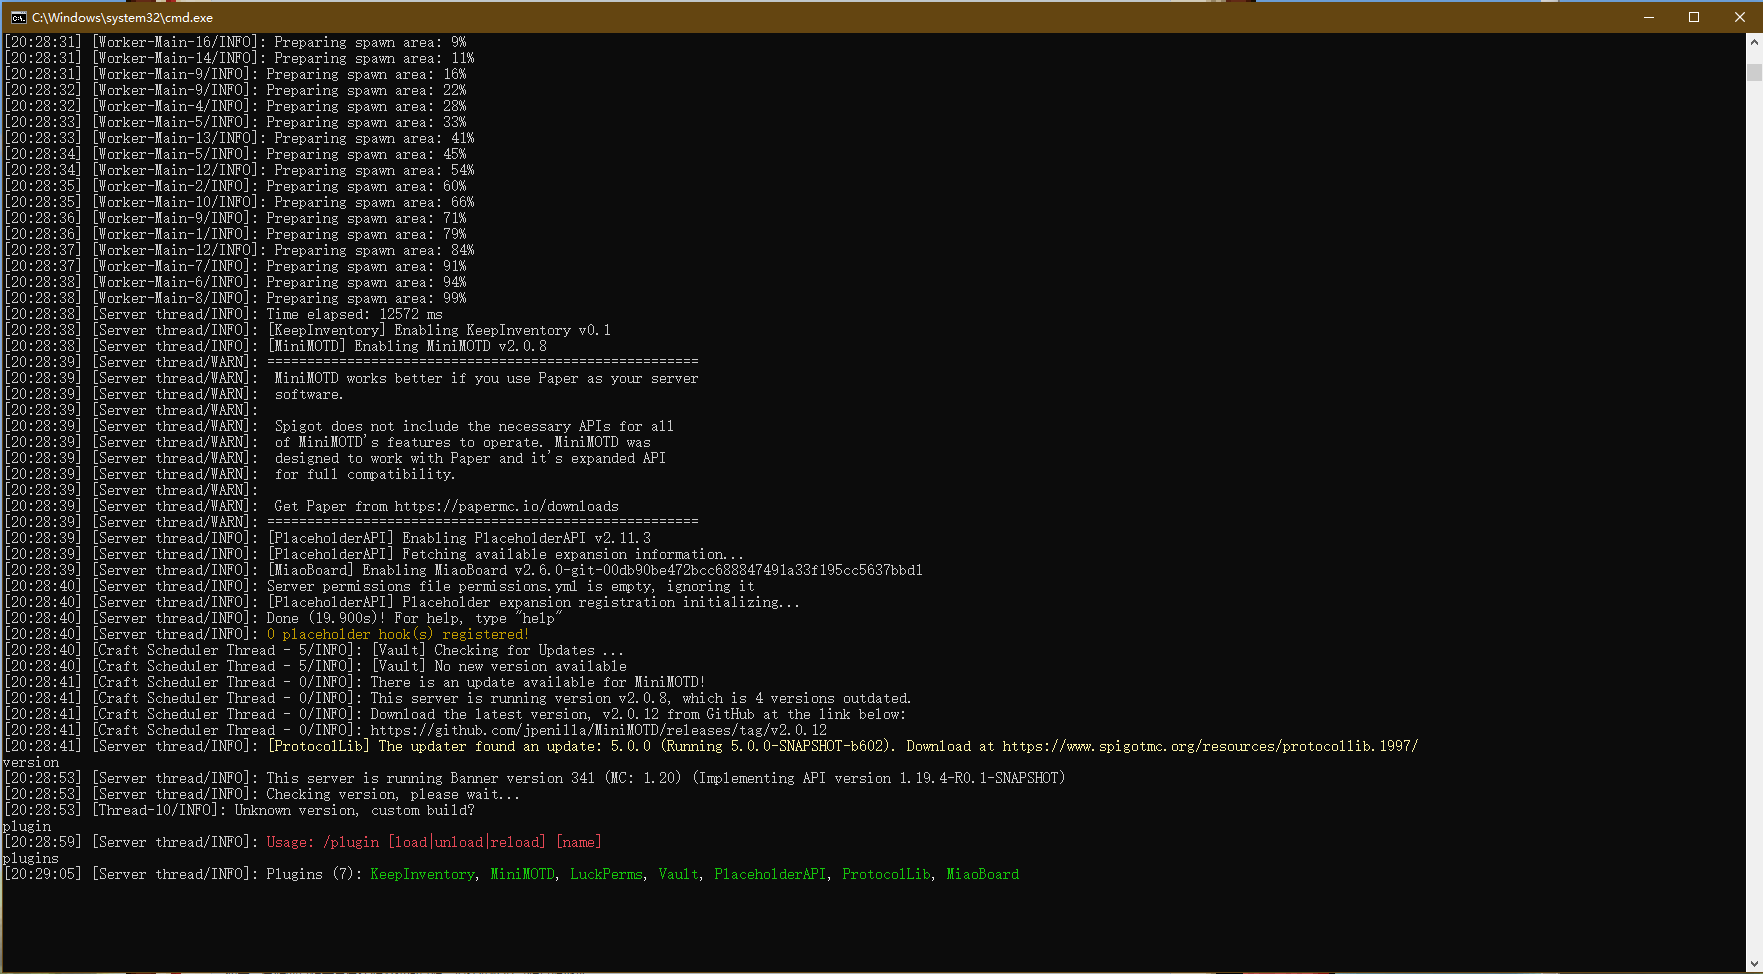 C:\Windows\system32\cmd.exe
[20:28:31] [Worker-Main-16/INFO]: Preparing spawn area: 9%
[20:28:31] [Worker-Main-14/INFO]: Preparing spawn area: 11%
[20:28:31] [Worker-Main-9/INFO]: Preparing spawn area: 16%
[20:28:32] [Worker-Main-9/INFO]: Preparing spawn area: 22%
[20:28:32] [Worker-Main-4/INFO]: Preparing spawn area: 28%
[20:28:33] [Worker-Main-5/INFO]: Preparing spawn area: 33%
[20:28:33] [Worker-Main-13/INFO]: Preparing spawn area: 41%
[20:28:34] [Worker-Main-5/INFO]: Preparing spawn area: 45%
[20:28:34] [Worker-Main-12/INFO]: Preparing spawn area: 54%
[20:28:35] [Worker-Main-2/INFO]: Preparing spawn area: 60%
[20:28:35] [Worker-Main-10/INFO]: Preparing spawn area: 66%
[20:28:36] [Worker-Main-9/INFO]: Preparing spawn area: 71%
[20:28:36] [Worker-Main-1/INFO]: Preparing spawn area: 79%
[20:28:37] [Worker-Main-12/INFO]: Preparing spawn area: 84%
[20:28:37] [Worker-Main-7/INFO]: Preparing spawn area: 91%
[20:28:38] [Worker-Main-6/INFO]: Preparing spawn area: 94%
[20:28:38] [Worker-Main-8/INFO]: Preparing spawn area: 99%
[20:28:38] [Server thread/INFO]: Time elapsed: 12572 ms
[20:28:38] [Server thread/INFO]: [KeepInventory] Enabling KeepInventory v0.1
[20:28:38] [Server thread/INFO]: [MiniMOTD] Enabling MiniMOTD v2.0.8
[20:28:39] [Server thread/WARN]: ======================================================
[20:28:39] [Server thread/WARN]:  MiniMOTD works better if you use Paper as your server
[20:28:39] [Server thread/WARN]:  software.
[20:28:39] [Server thread/WARN]:
[20:28:39] [Server thread/WARN]:  Spigot does not include the necessary APIs for all
[20:28:39] [Server thread/WARN]:  of MiniMOTD's features to operate. MiniMOTD was
[20:28:39] [Server thread/WARN]:  designed to work with Paper and it's expanded API
[20:28:39] [Server thread/WARN]:  for full compatibility.
[20:28:39] [Server thread/WARN]:
[20:28:39] [Server thread/WARN]:  Get Paper from https://papermc.io/downloads
[20:28:39] [Server thread/WARN]: ======================================================
[20:28:39] [Server thread/INFO]: [PlaceholderAPI] Enabling PlaceholderAPI v2.11.3
[20:28:39] [Server thread/INFO]: [PlaceholderAPI] Fetching available expansion information...
[20:28:39] [Server thread/INFO]: [MiaoBoard] Enabling MiaoBoard v2.6.0-git-00db90be472bcc688847491a33f195cc5637bbd1
[20:28:40] [Server thread/INFO]: Server permissions file permissions.yml is empty, ignoring it
[20:28:40] [Server thread/INFO]: [PlaceholderAPI] Placeholder expansion registration initializing...
[20:28:40] [Server thread/INFO]: Done (19.900s)! For help, type "help"
[20:28:40] [Server thread/INFO]: 0 placeholder hook(s) registered!
[20:28:40] [Craft Scheduler Thread - 5/INFO]: [Vault] Checking for Updates ...
[20:28:40] [Craft Scheduler Thread - 5/INFO]: [Vault] No new version available
[20:28:41] [Craft Scheduler Thread - 0/INFO]: There is an update available for MiniMOTD!
[20:28:41] [Craft Scheduler Thread - 0/INFO]: This server is running version v2.0.8, which is 4 versions outdated.
[20:28:41] [Craft Scheduler Thread - 0/INFO]: Download the latest version, v2.0.12 from GitHub at the link below:
[20:28:41] [Craft Scheduler Thread - 0/INFO]: https://github.com/jpenilla/MiniMOTD/releases/tag/v2.0.12
[20:28:41] [Server thread/INFO]: [ProtocolLib] The updater found an update: 5.0.0 (Running 5.0.0-SNAPSHOT-b602). Download at https://www.spigotmc.org/resources/protocollib.1997/
version
[20:28:53] [Server thread/INFO]: This server is running Banner version 341 (MC: 1.20) (Implementing API version 1.19.4-R0.1-SNAPSHOT)
[20:28:53] [Server thread/INFO]: Checking version, please wait...
[20:28:53] [Thread-10/INFO]: Unknown version, custom build?
plugin
[20:28:59] [Server thread/INFO]: Usage: /plugin [load|unload|reload] [name]
plugins
[20:29:05] [Server thread/INFO]: Plugins (7): KeepInventory, MiniMOTD, LuckPerms, Vault, PlaceholderAPI, ProtocolLib, MiaoBoard